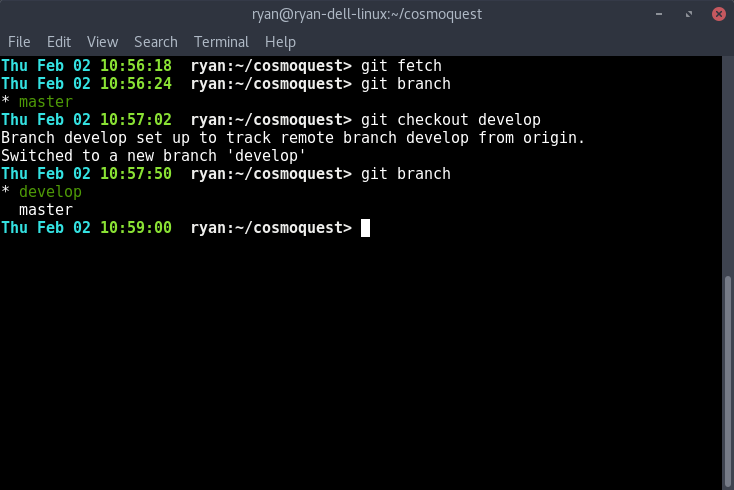 ryan@ryan-dell-linux:~/cosmoquest
File Edit View Search Terminal Help
Thu Feb 02 10:56:18  ryan:~/cosmoquest> git fetch
Thu Feb 02 10:56:24  ryan:~/cosmoquest> git branch
* master
Thu Feb 02 10:57:02  ryan:~/cosmoquest> git checkout develop
Branch develop set up to track remote branch develop from origin.
Switched to a new branch 'develop'
Thu Feb 02 10:57:50  ryan:~/cosmoquest> git branch
* develop
  master
Thu Feb 02 10:59:00  ryan:~/cosmoquest>